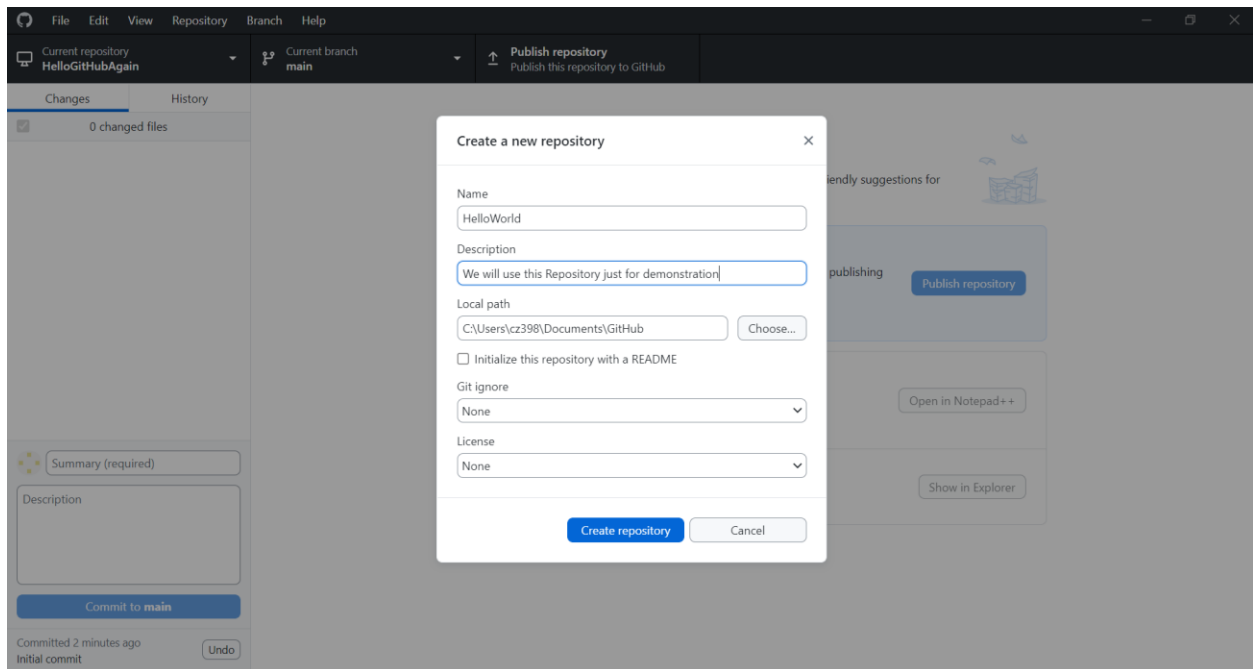 File Edit View Repository Branch Help
Current repository
HelloGitHubAgain
Current branch
main
Publish repository
Publish this repository to GitHub
Changes History
0 changed files
Create a new repository
iendly suggestions for
Name
HelloWorld
Description
We will use this Repository just for demonstration
publishing
Publish repository
Local path
C:\Users\cz398\Documents\GitHub
Choose...
Initialize this repository with a README
Git ignore
None
Open in Notepad++
License
None
Summary (required)
Description
Show in Explorer
Create repository
Cancel
Commit to main
Committed 2 minutes ago
Initial commit
Undo